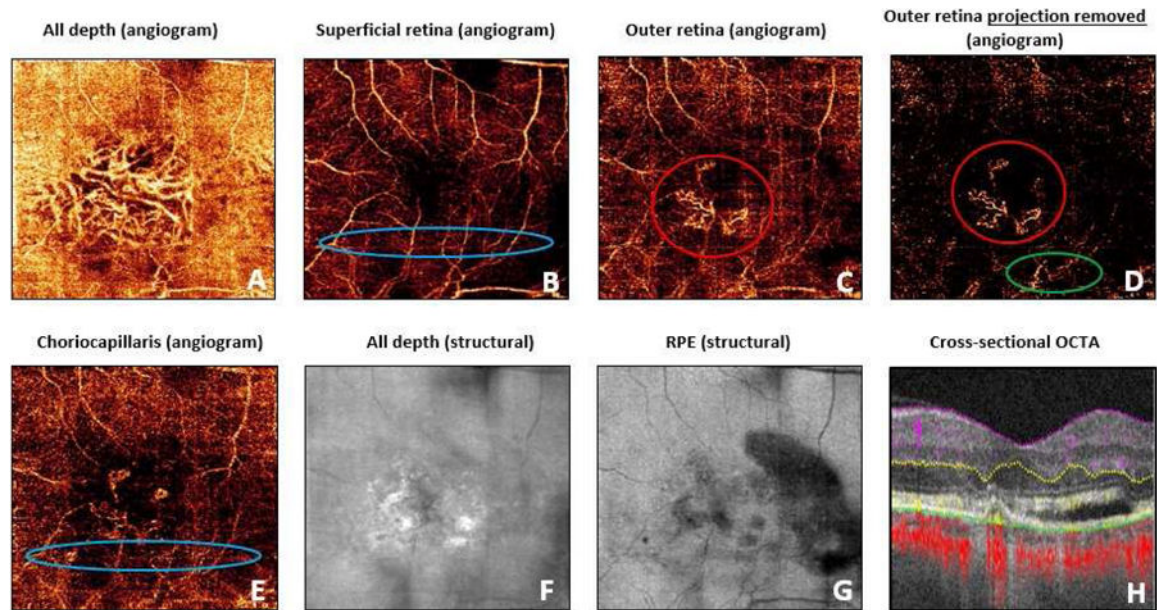 All depth (angiogram)
Superficial retina (angiogram)
Outer retina (angiogram)
Outer retina projection removed
(angiogram)
A
B
C
D
Choriocapillaris (angiogram)
All depth (structural)
RPE (structural)
Cross-sectional OCTA
E
F
G
H